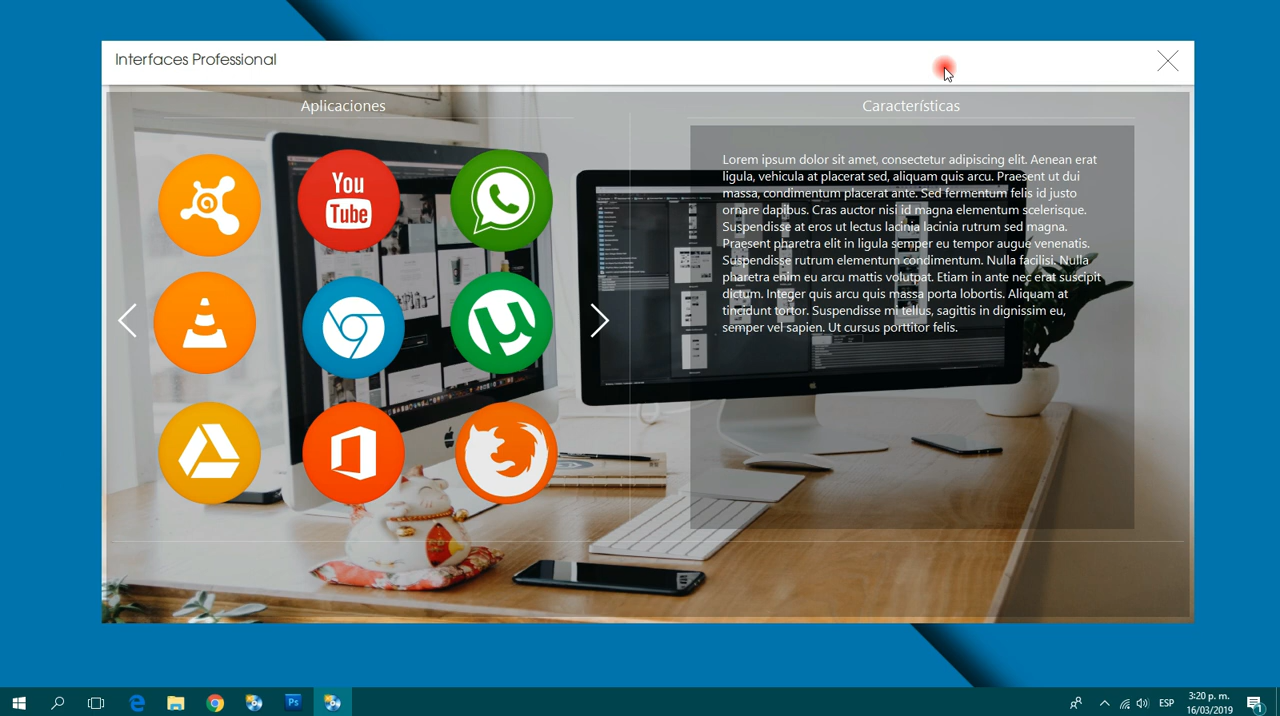 Interfaces Professional
Aplicaciones
Características
You
Tube
Lorem ipsum dolor sit amet, consectetur adipiscing elit. Aenean erat
ligula, vehicula at placerat sed, aliquam quis arcu. Praesent ut dui
massa, condimentum placerat ante. Sed fermentum felis id justo
ornare dapibus. Cras auctor nisi id magna elementum scelerisque.
Suspendisse at eros ut lectus lacinia lacinia rutrum sed magna.
Praesent pharetra elit in ligula semper eu tempor augue venenatis.
Suspendisse rutrum elementum condimentum. Nulla facilisi. Nulla
pharetra enim eu arcu mattis volutpat. Etiam in ante nec erat suscipit
dictum. Integer quis arcu quis massa porta lobortis. Aliquam at
tincidunt tortor. Suspendisse mi tellus, sagittis in dignissim eu,
semper vel sapien. Ut cursus porttitor felis.
Ps
ESP
3:20 p. m.
16/03/2019
1